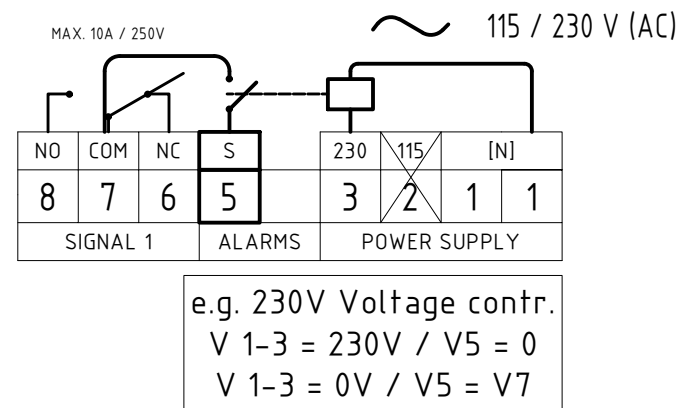 MAX. 10A / 250V
115 / 230 V (AC)
NO COM NC S 230 115 [N]
8 7 6 5 3 2 1 1
SIGNAL 1 ALARMS POWER SUPPLY
e.g. 230V Voltage contr.
V 1-3 = 230V / V5 = 0
V 1-3 = 0V / V5 = V7